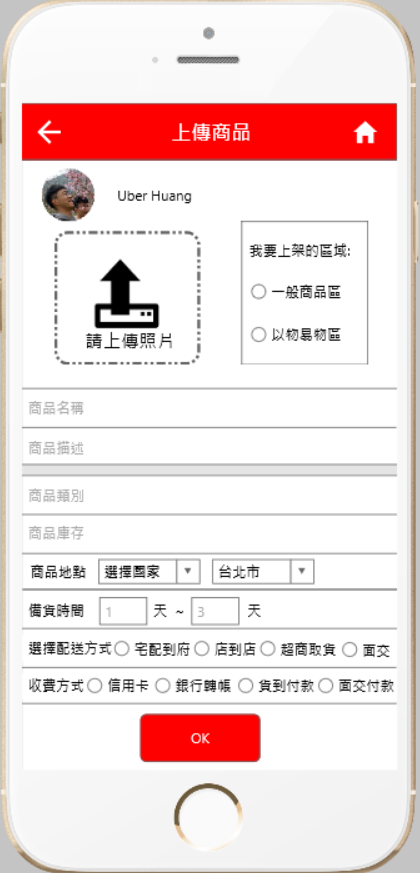 上傳商品
Uber Huang
我要上架的區域:
一般商品區
以物易物區
請上傳照片
商品名稱
商品描述
商品類別
商品庫存
商品地點 選擇國家 台北市
備貨時間 1 天 ~ 3 天
選擇配送方式 宅配到府 店到店 超商取貨 面交
收費方式 信用卡 銀行轉帳 貨到付款 面交付款
OK